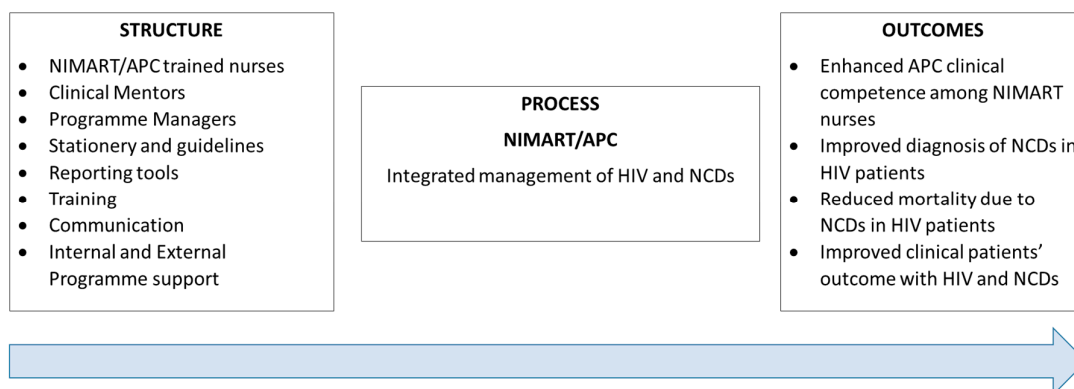 STRUCTURE
• NIMART/APC trained nurses
• Clinical Mentors
• Programme Managers
• Stationery and guidelines
• Reporting tools
• Training
• Communication
• Internal and External
Programme support
PROCESS
NIMART/APC
Integrated management of HIV and NCDs
OUTCOMES
• Enhanced APC clinical
competence among NIMART
nurses
• Improved diagnosis of NCDs in
HIV patients
• Reduced mortality due to
NCDs in HIV patients
• Improved clinical patients’
outcome with HIV and NCDs